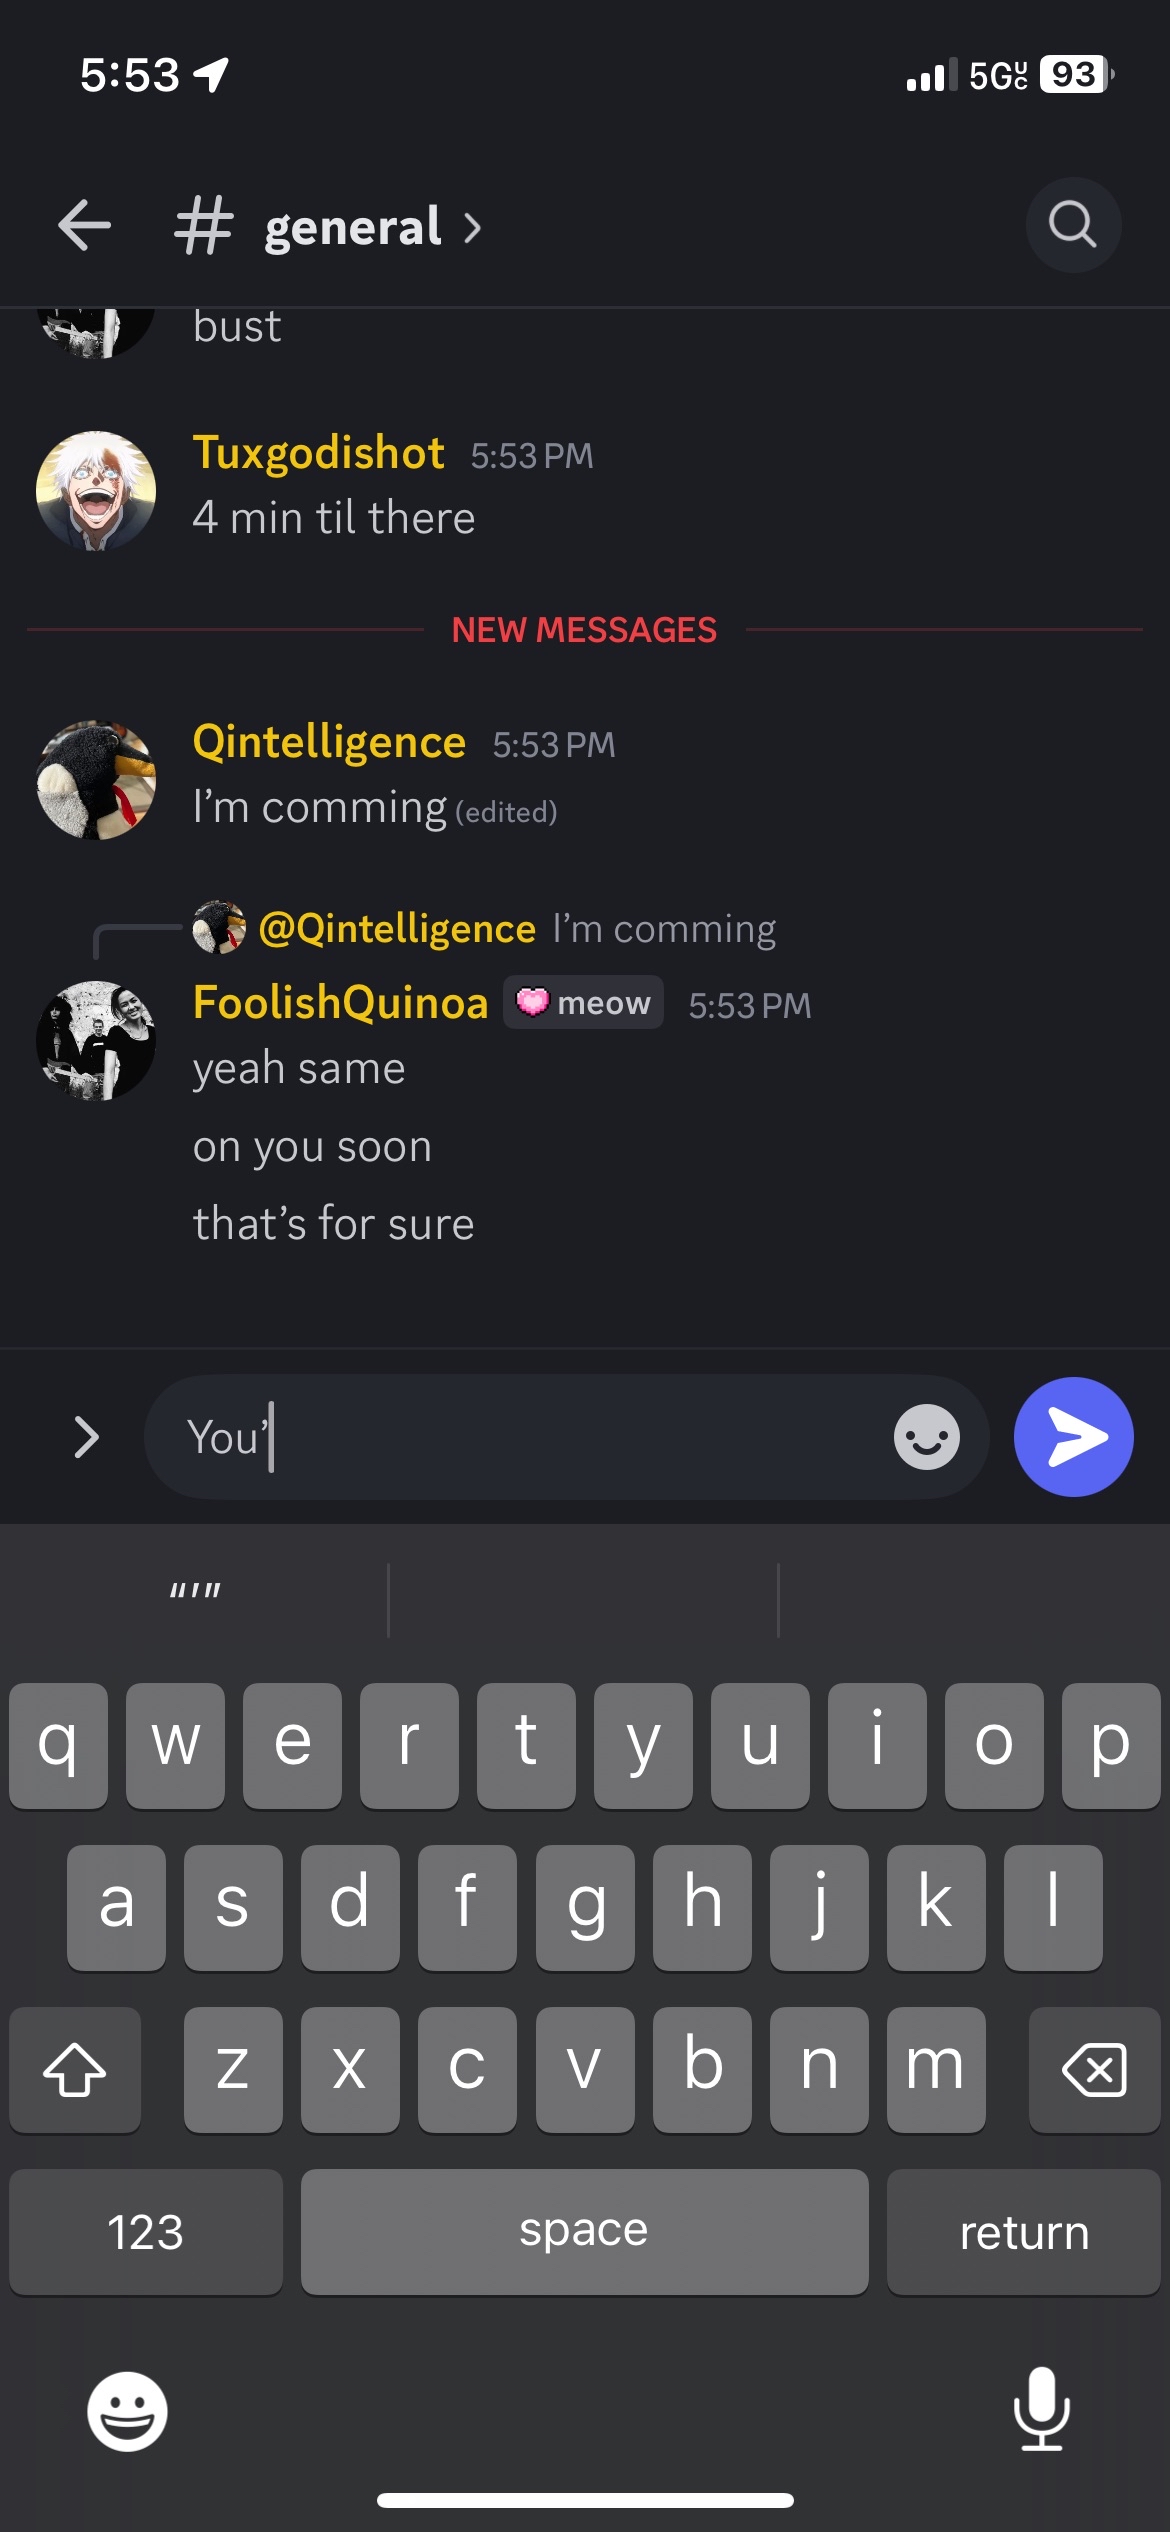 5:53
5G UC 93
# general >
bust
Tuxgodishot 5:53 PM
4 min til there
NEW MESSAGES
Qintelligence 5:53 PM
I’m comming (edited)
@Qintelligence I’m comming
FoolishQuinoa meow 5:53 PM
yeah same
on you soon
that’s for sure
You’
“‘”
q w e r t y u i o p
a s d f g h j k l
z x c v b n m
123 space return